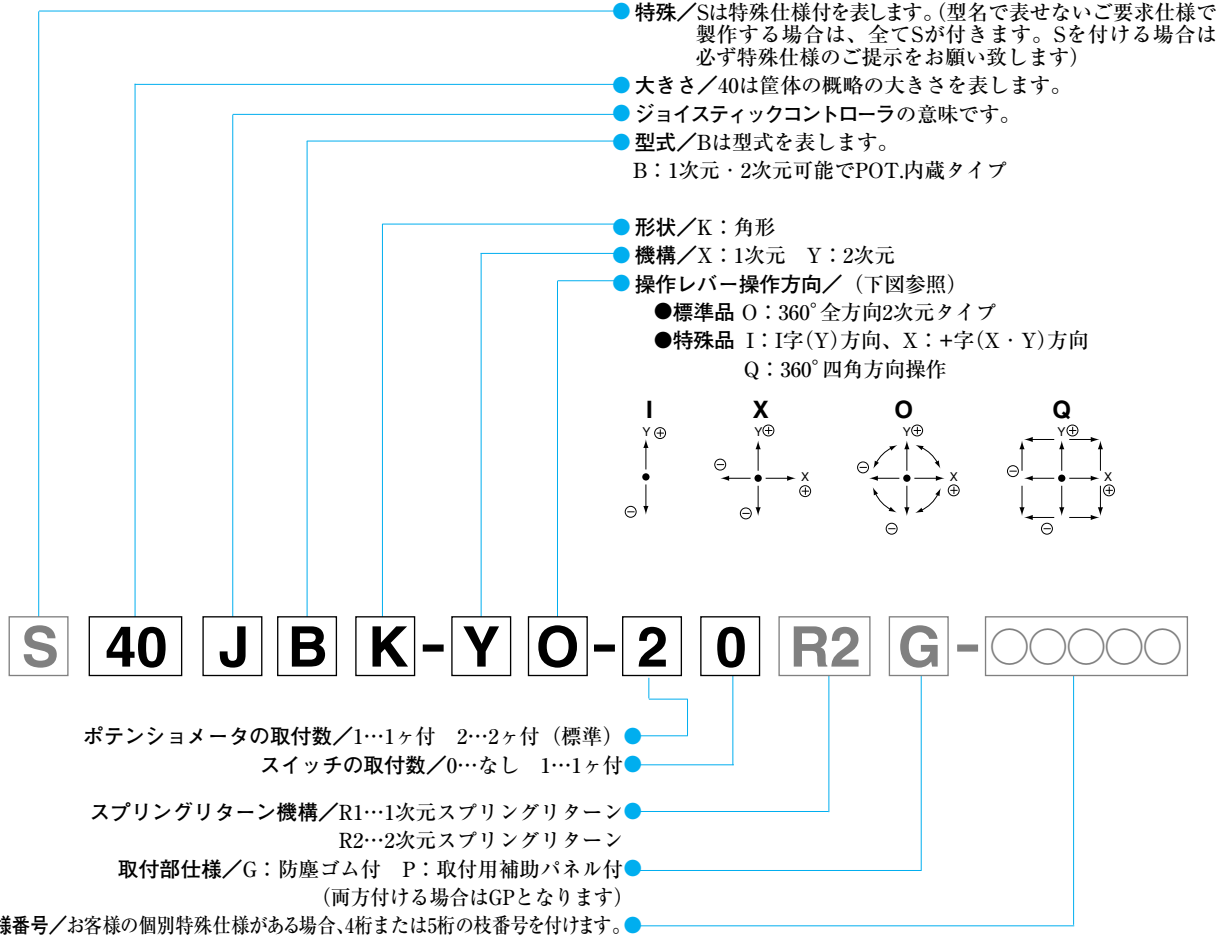 ● 特殊／Sは特殊仕様付を表します。(型名で表せないご要求仕様で
製作する場合は、全てSが付きます。Sを付ける場合は
必ず特殊仕様のご提示をお願い致します)
● 大きさ／40は筐体の概略の大きさを表します。
● ジョイスティックコントローラの意味です。
● 型式／Bは型式を表します。
B：1次元・2次元可能でPOT.内蔵タイプ
● 形状／K：角形
● 機構／X：1次元　Y：2次元
● 操作レバー操作方向／（下図参照）
●標準品 O：360°全方向2次元タイプ
●特殊品 I：I字(Y)方向、X：+字(X・Y)方向
Q：360°四角方向操作
I X O Q
Y⊕ Y⊕ Y⊕ Y⊕
⊖ ⊖ ⊖
X X X
⊕ ⊕ ⊕
⊖ ⊖ ⊖ ⊖
S 40 J B K-Y O-2 0 R2 G-○○○○○
ポテンショメータの取付数／1…1ヶ付　2…2ヶ付（標準）●
スイッチの取付数／0…なし　1…1ヶ付●
スプリングリターン機構／R1…1次元スプリングリターン●
R2…2次元スプリングリターン
取付部仕様／G：防塵ゴム付　P：取付用補助パネル付●
（両方付ける場合はGPとなります）
様番号／お客様の個別特殊仕様がある場合、4桁または5桁の枝番号を付けます。●